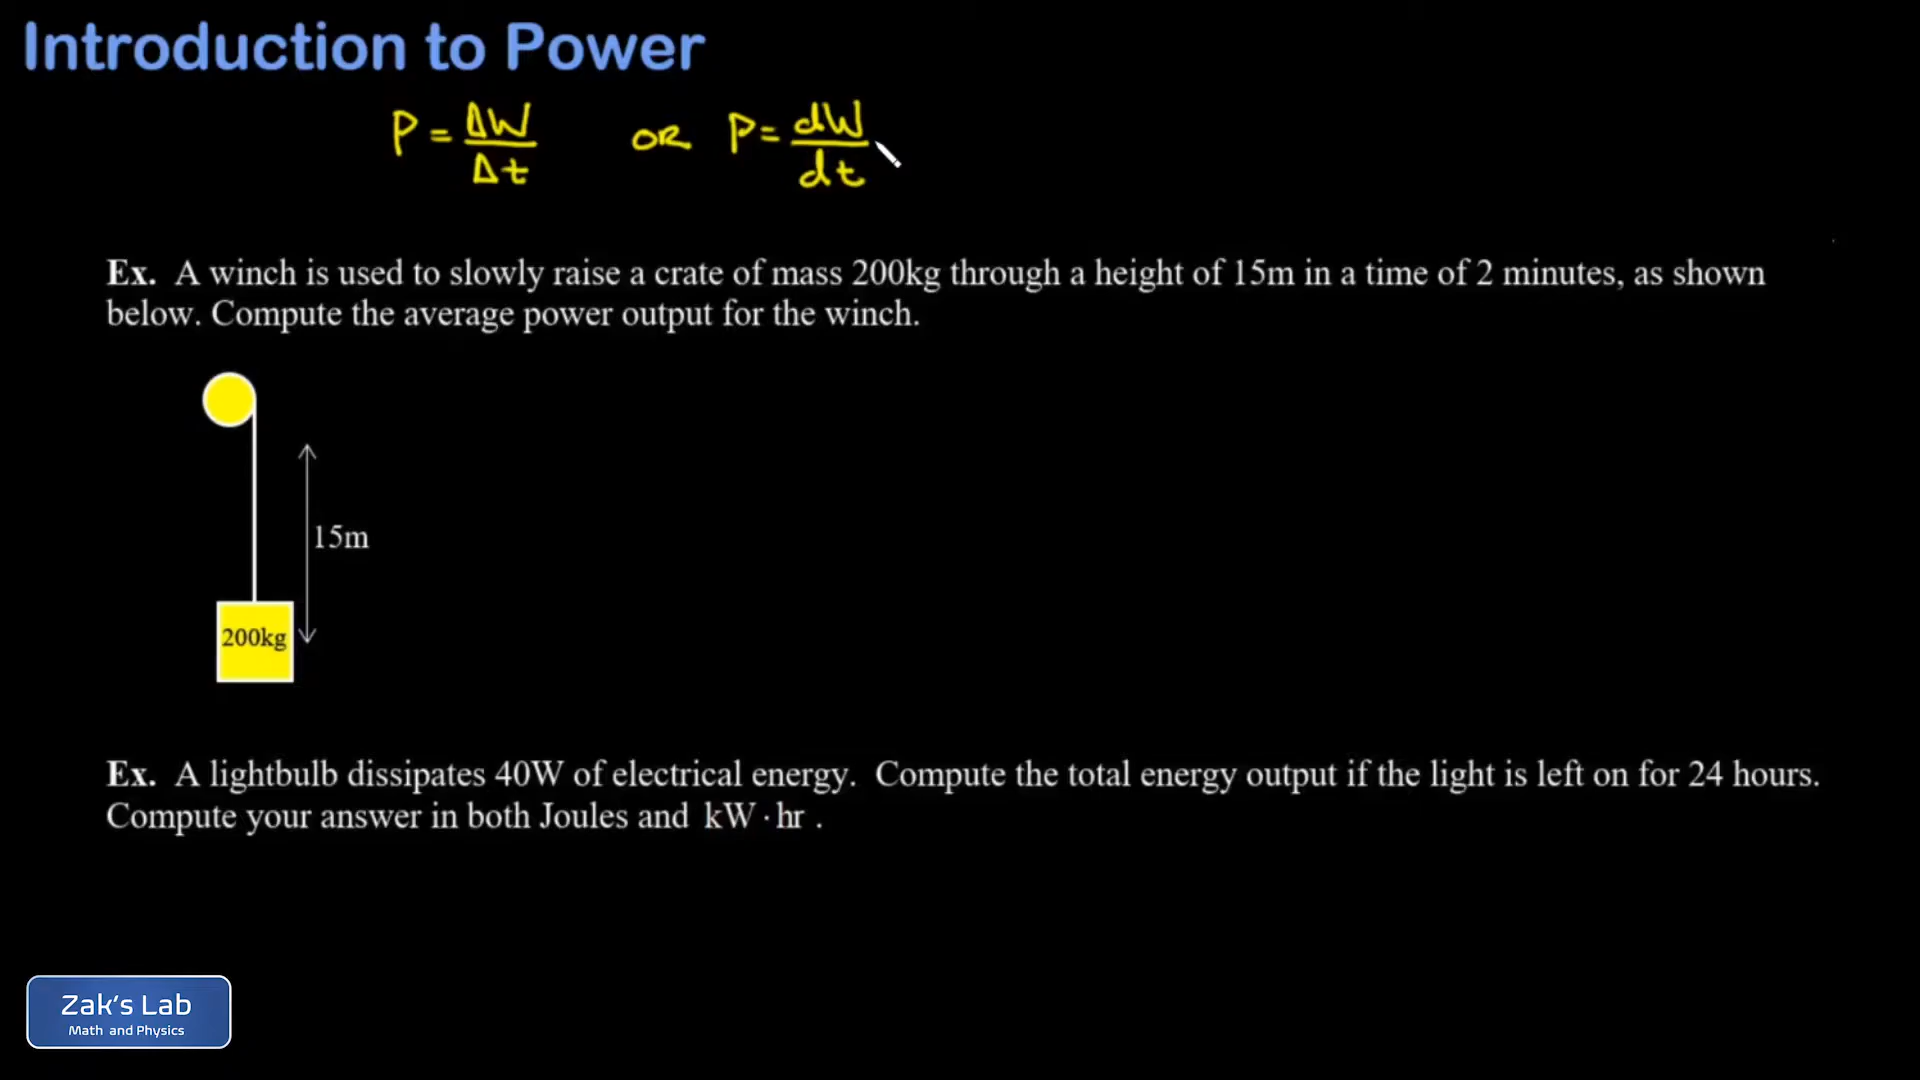 Introduction to Power
P = ΔW/Δt OR P = dW/dt
Ex. A winch is used to slowly raise a crate of mass 200kg through a height of 15m in a time of 2 minutes, as shown
below. Compute the average power output for the winch.
15m
200kg
Ex. A lightbulb dissipates 40W of electrical energy. Compute the total energy output if the light is left on for 24 hours.
Compute your answer in both Joules and kW·hr .
Zak's Lab
Math and Physics